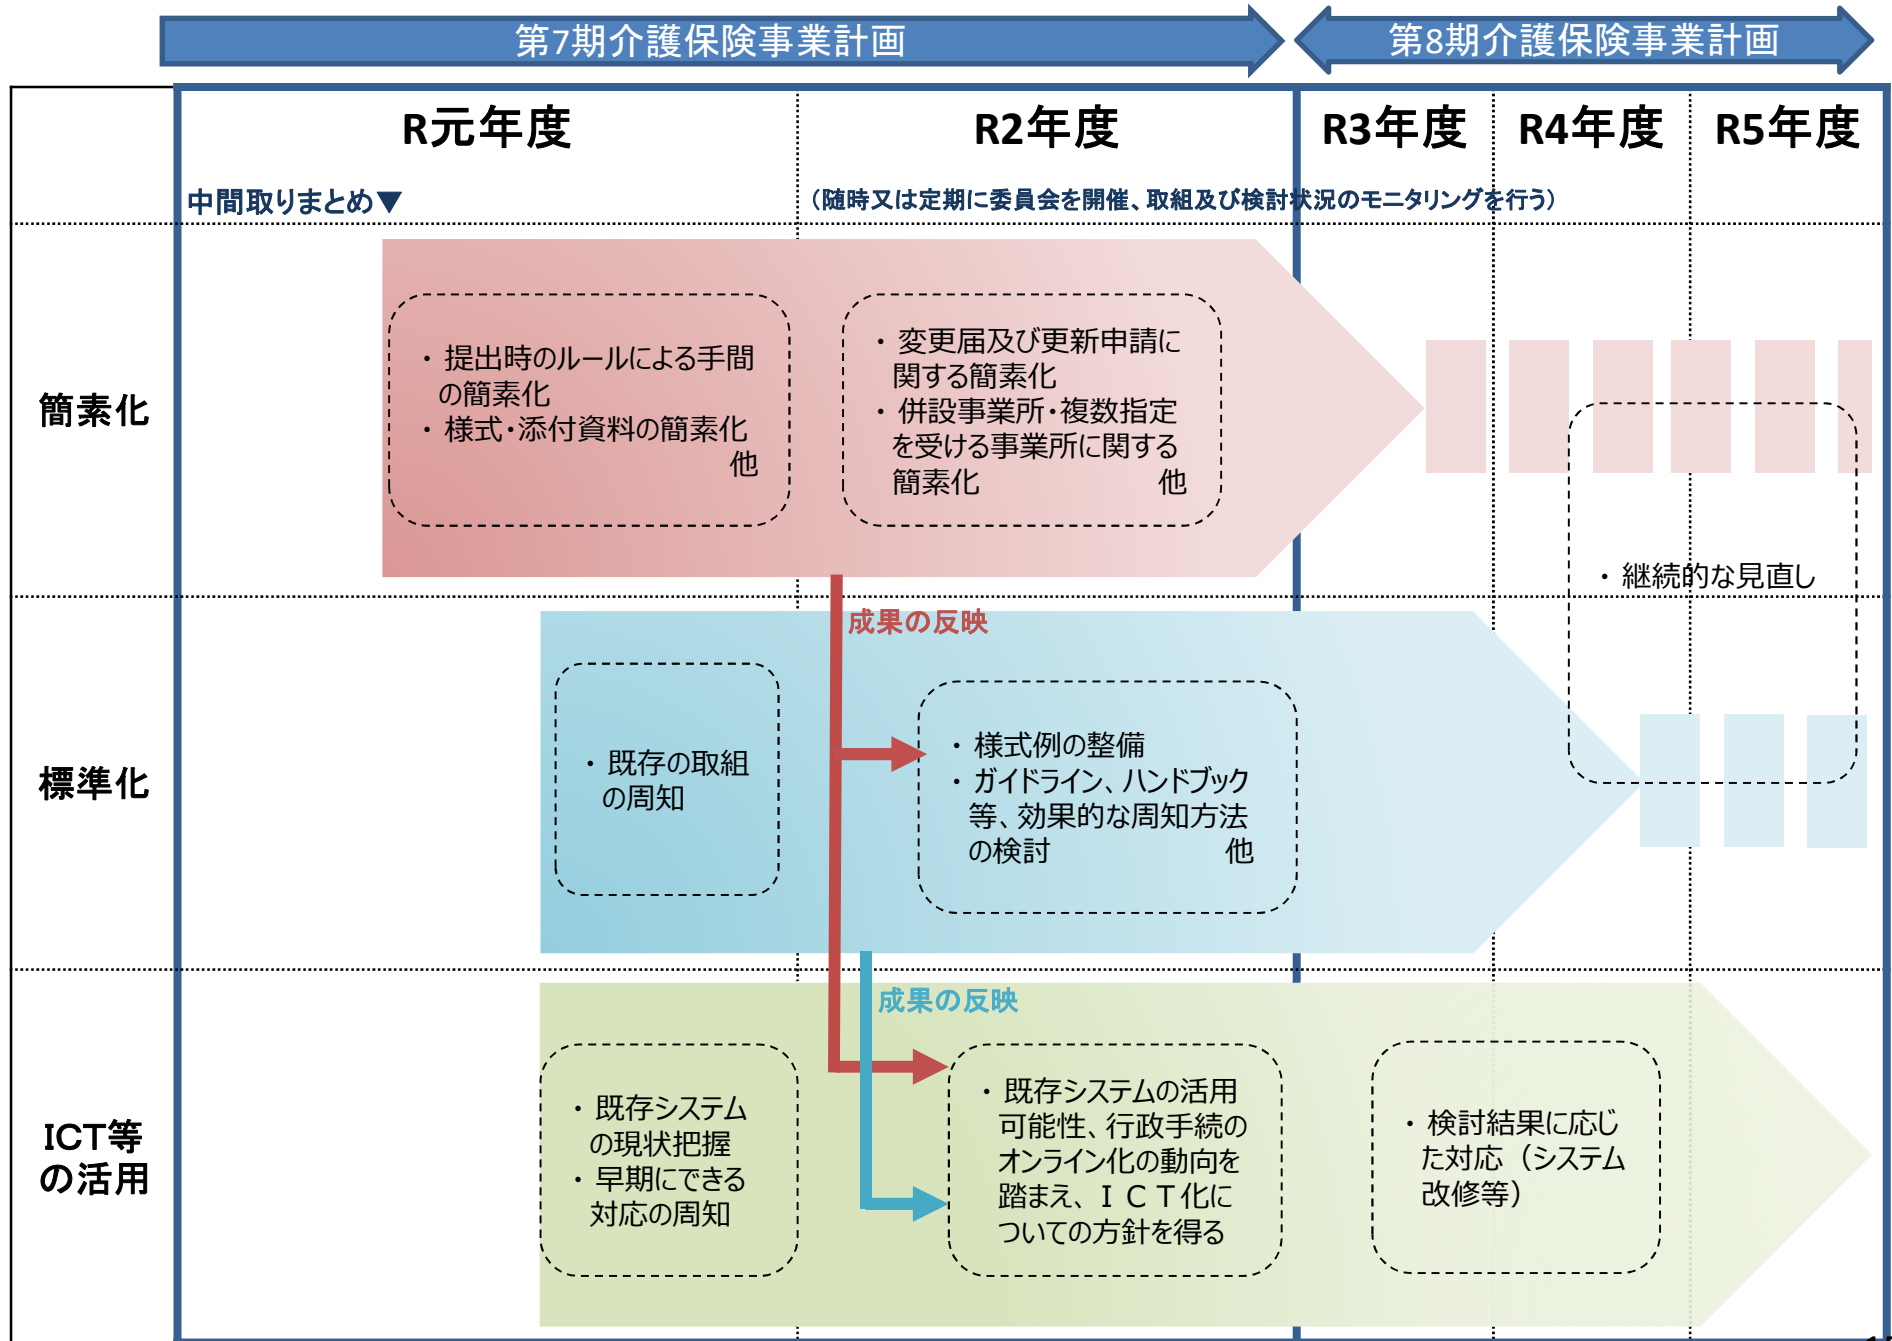 第7期介護保険事業計画
第8期介護保険事業計画
R元年度
R2年度
R3年度
R4年度
R5年度
中間取りまとめ▼
（随時又は定期に委員会を開催、取組及び検討状況のモニタリングを行う）
簡素化
・ 提出時のルールによる手間
の簡素化
・ 様式・添付資料の簡素化
他
・ 変更届及び更新申請に
関する簡素化
・ 併設事業所・複数指定
を受ける事業所に関する
簡素化 他
・ 継続的な見直し
成果の反映
標準化
・ 既存の取組
の周知
・ 様式例の整備
・ ガイドライン、ハンドブック
等、効果的な周知方法
の検討 他
成果の反映
ICT等
の活用
・ 既存システム
の現状把握
・ 早期にできる
対応の周知
・ 既存システムの活用
可能性、行政手続の
オンライン化の動向を
踏まえ、ＩＣＴ化に
ついての方針を得る
・ 検討結果に応じ
た対応（システム
改修等）